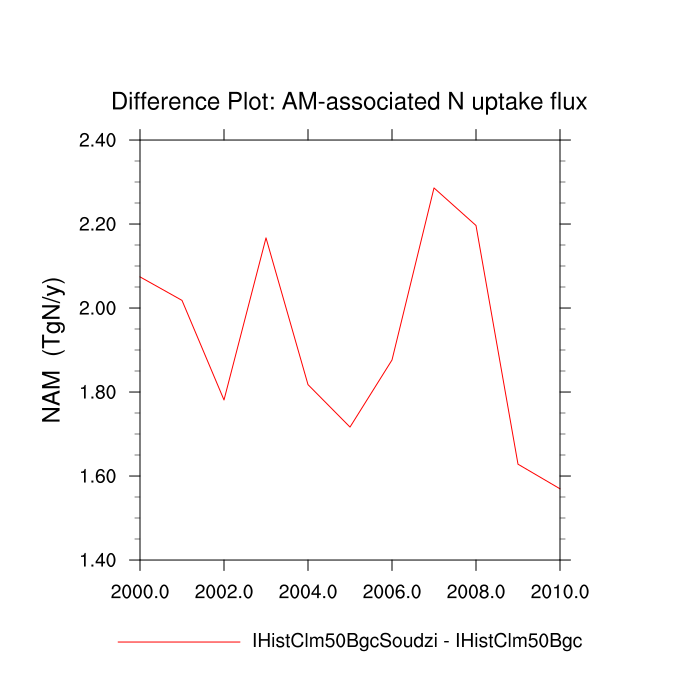 Difference Plot: AM-associated N uptake flux
2.40
2.20
2.00
1.80
1.60
1.40
NAM (TgN/y)
2000.0 2002.0 2004.0 2006.0 2008.0 2010.0
IHistClm50BgcSoudzi - IHistClm50Bgc